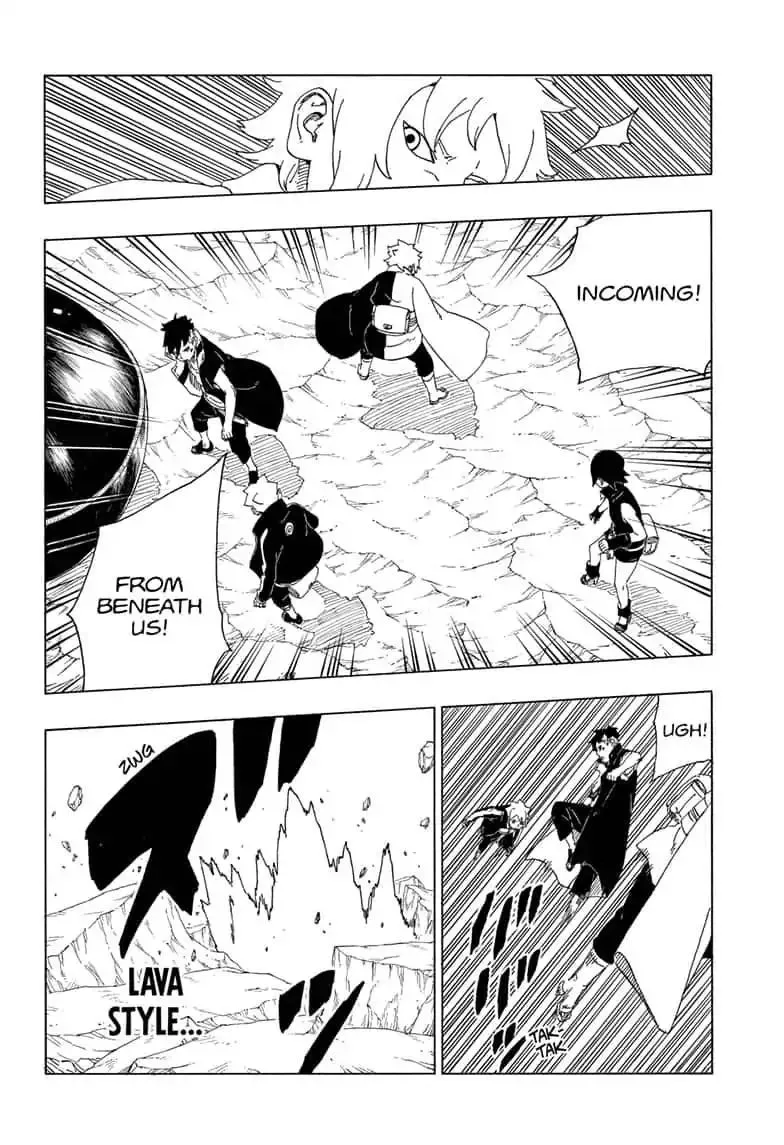 INCOMING!
FROM
BENEATH
US!
UGH!
TAK-
TAK
ZWG
LAVA
STYLE...